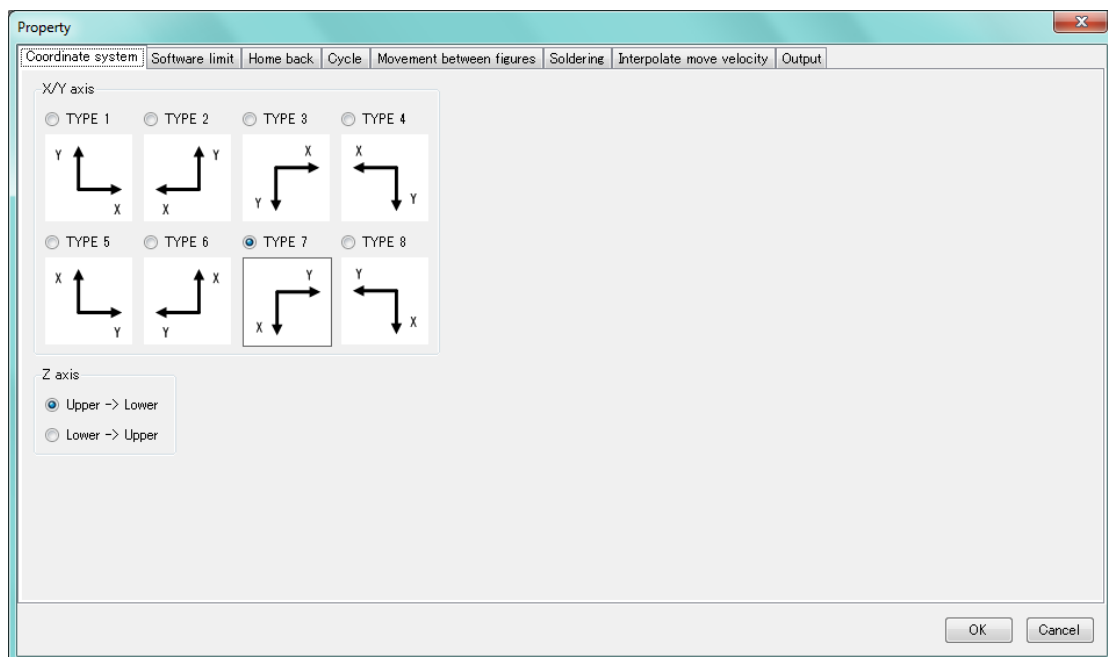 Property
Coordinate system Software limit Home back Cycle Movement between figures Soldering Interpolate move velocity Output
X/Y axis
TYPE 1 TYPE 2 TYPE 3 TYPE 4
Y Y X X
X X Y Y
TYPE 5 TYPE 6 TYPE 7 TYPE 8
X X Y Y
Y Y X X
Z axis
Upper -> Lower
Lower -> Upper
OK Cancel